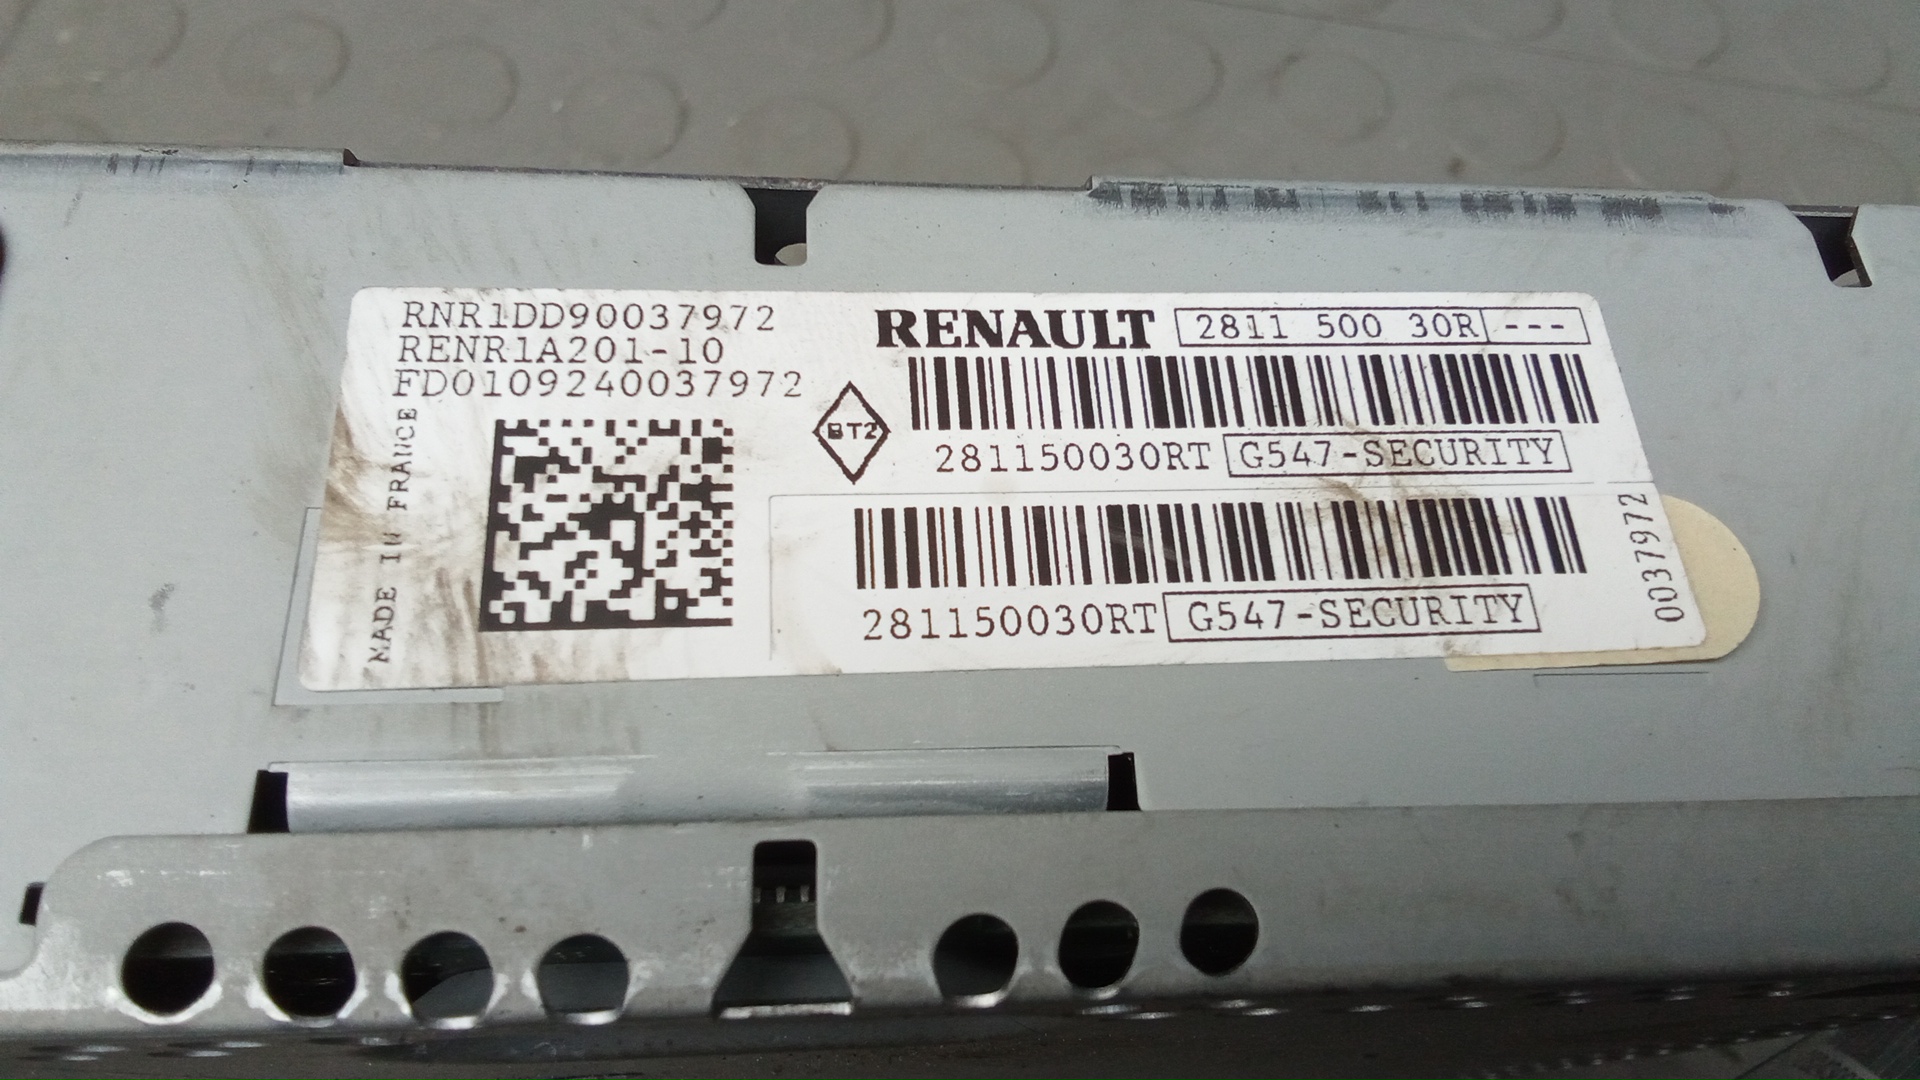 RNR1DD90037972
RENR1A201-10
FD0109240037972
MADE IN FRANCE
RENAULT 2811 500 30R ---
BT2
281150030RT G547-SECURITY
281150030RT G547-SECURITY
0037972